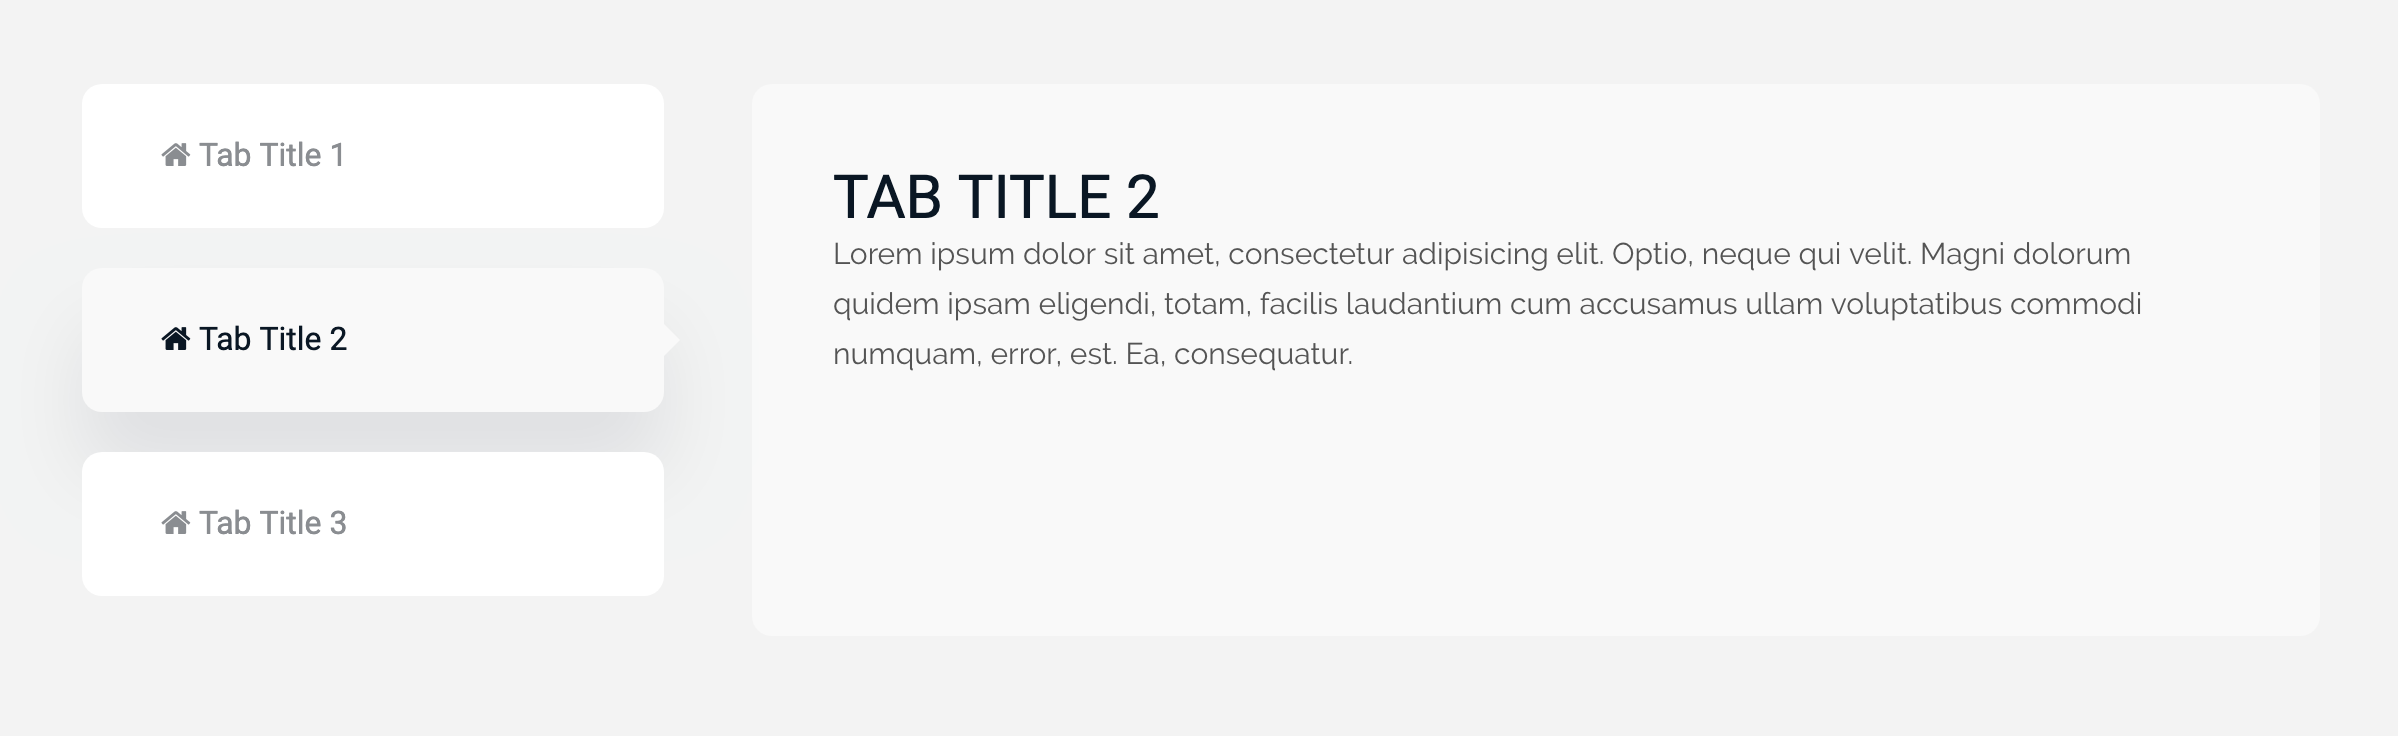 Tab Title 1
Tab Title 2
Tab Title 3
TAB TITLE 2
Lorem ipsum dolor sit amet, consectetur adipisicing elit. Optio, neque qui velit. Magni dolorum
quidem ipsam eligendi, totam, facilis laudantium cum accusamus ullam voluptatibus commodi
numquam, error, est. Ea, consequatur.